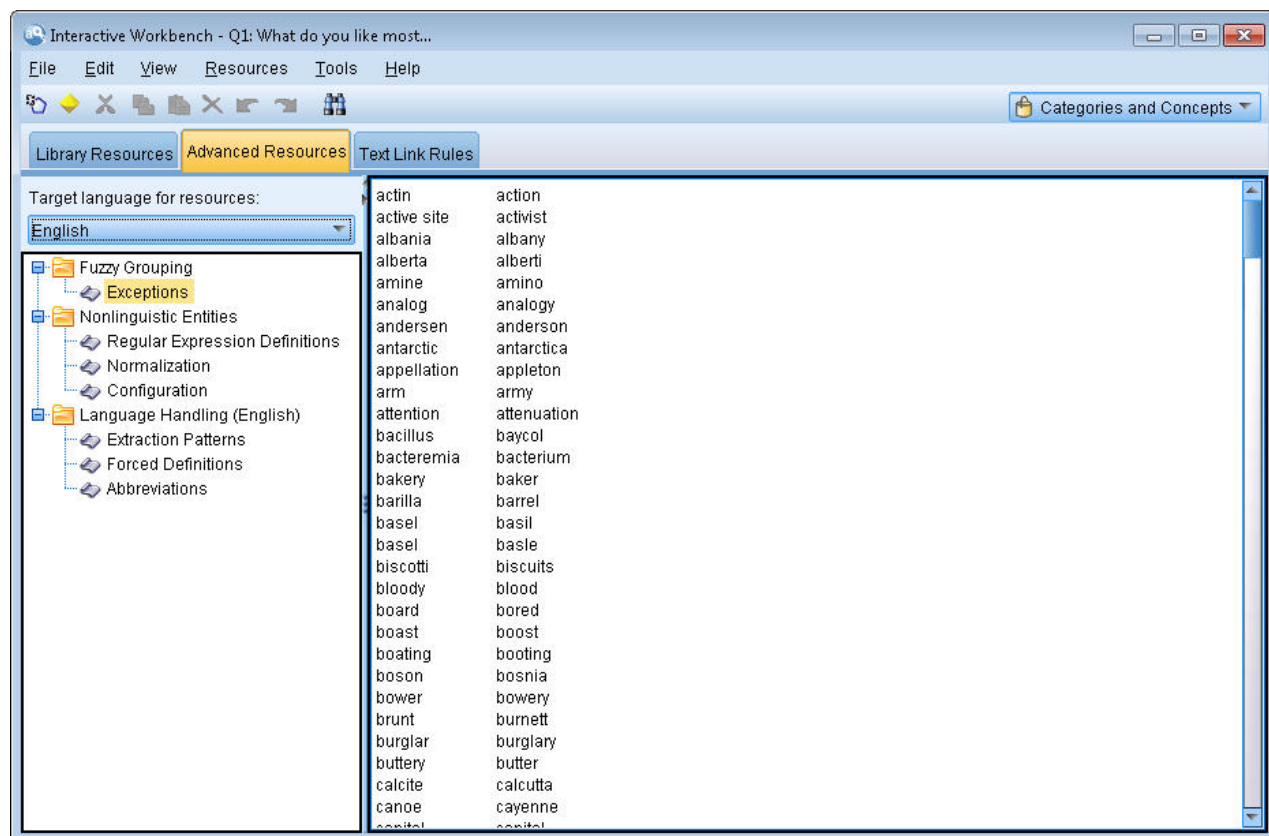 Interactive Workbench - Q1: What do you like most...
File Edit View Resources Tools Help
Categories and Concepts
Library Resources Advanced Resources Text Link Rules
Target language for resources:
English
Fuzzy Grouping
Exceptions
Nonlinguistic Entities
Regular Expression Definitions
Normalization
Configuration
Language Handling (English)
Extraction Patterns
Forced Definitions
Abbreviations
actin action
active site activist
albania albany
alberta alberti
amine amino
analog analogy
andersen anderson
antarctic antarctica
appellation appleton
arm army
attention attenuation
bacillus baycol
bacteremia bacterium
bakery baker
barilla barrel
basel basil
basel basle
biscotti biscuits
bloody blood
board bored
boast boost
boating booting
boson bosnia
bower bowery
brunt burnett
burglar burglary
buttery butter
calcite calcutta
canoe cayenne